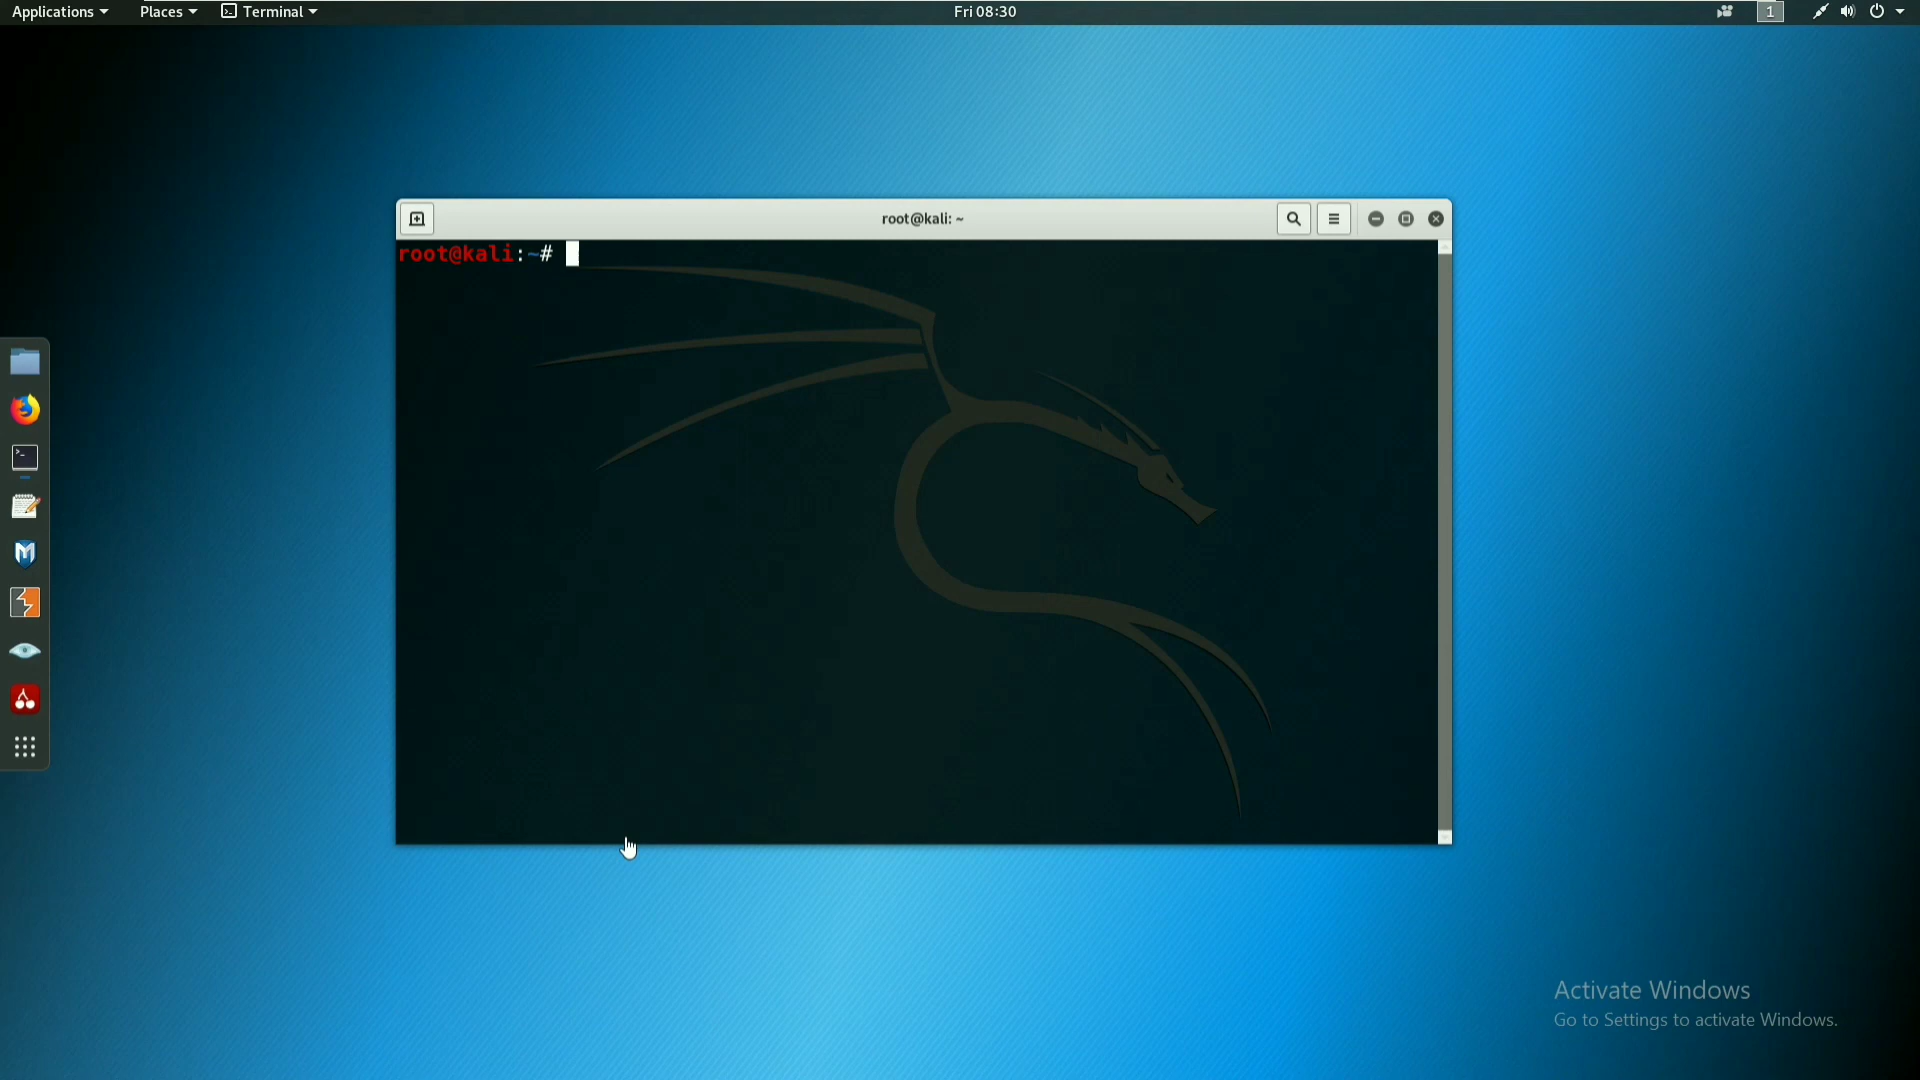 Applications Places Terminal Fri 08:30 1
root@kali: ~
root@kali:~#
Activate Windows
Go to Settings to activate Windows.